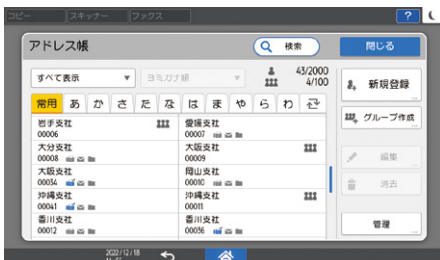 コピー スキャナー ファクス ?
アドレス帳 検索 閉じる
すべて表示 ▼ ヨミガナ順 ▼ 43/2000
4/100
常用 あ か さ た な は ま や ら わ
岩手支社 愛媛支社
00006 00007
大分支社 大阪支社
00008 00009
大阪支社 岡山支社
00034 00010
沖縄支社 沖縄支社
00041 00011
香川支社 香川支社
00012 00036
新規登録
グループ作成
編集
消去
管理
2022/12/18